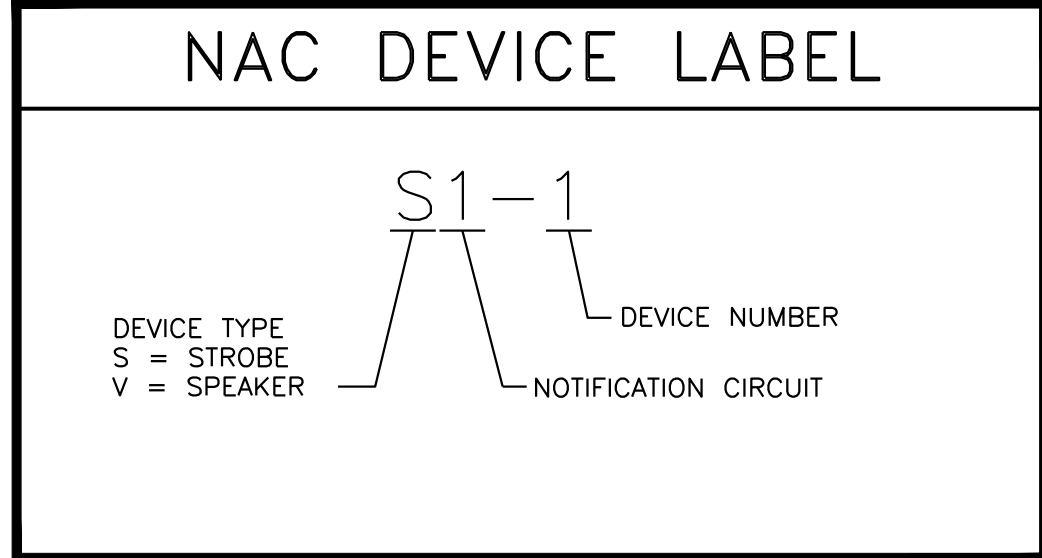 NAC DEVICE LABEL
S1-1
DEVICE NUMBER
DEVICE TYPE
S = STROBE
V = SPEAKER
NOTIFICATION CIRCUIT